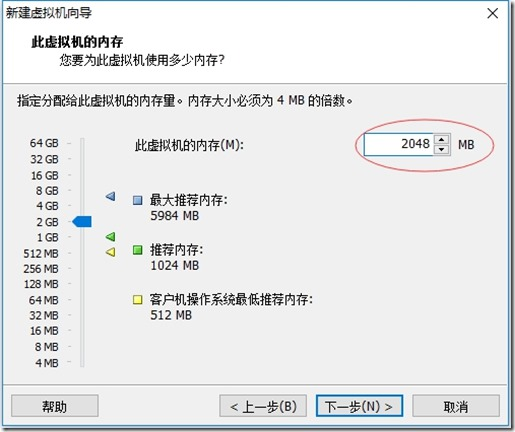 新建虚拟机向导
此虚拟机的内存
您要为此虚拟机使用多少内存?
指定分配给此虚拟机的内存量。内存大小必须为 4 MB 的倍数。
此虚拟机的内存(M):
2048 MB
64 GB
32 GB
16 GB
8 GB
4 GB
2 GB
1 GB
512 MB
256 MB
128 MB
64 MB
32 MB
16 MB
8 MB
4 MB
最大推荐内存:
5984 MB
推荐内存:
1024 MB
客户机操作系统最低推荐内存:
512 MB
帮助
< 上一步(B)
下一步(N) >
取消